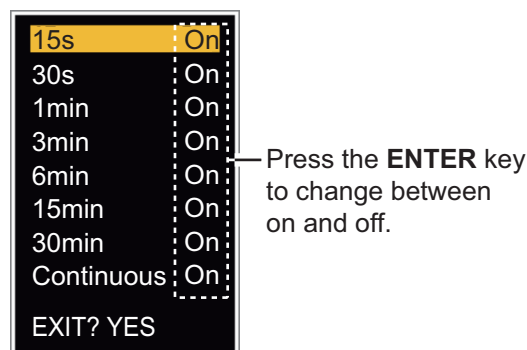 15s On
30s On
1min On
3min On
6min On
15min On
30min On
Continuous On
EXIT? YES
Press the ENTER key
to change between
on and off.